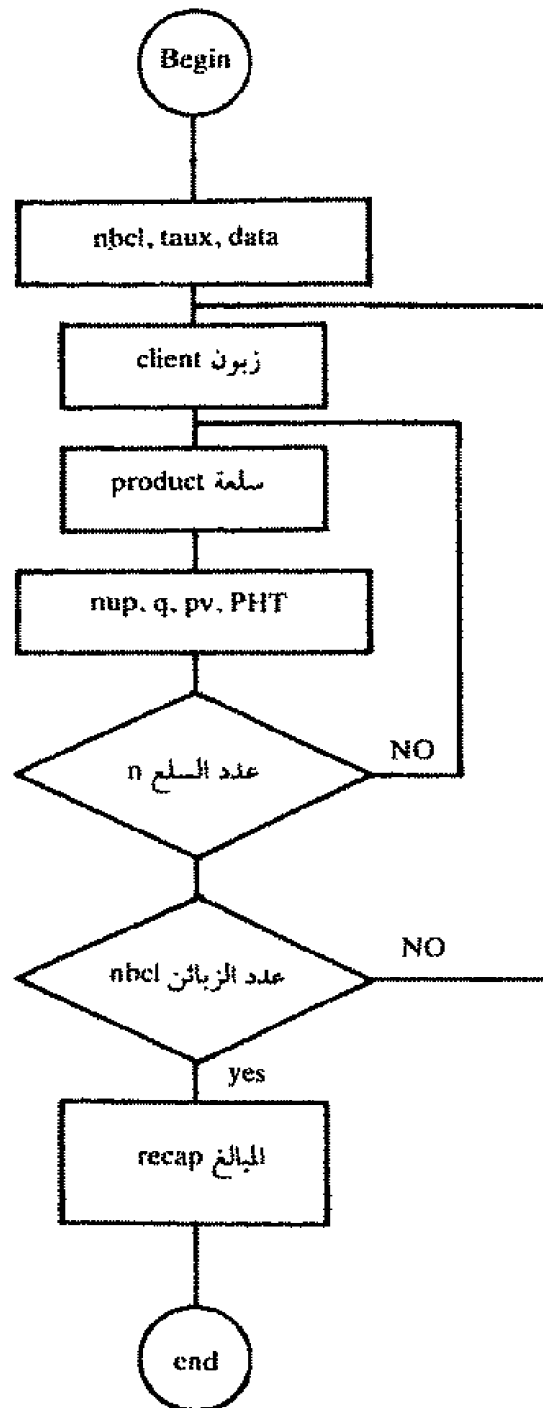 Begin
nbcl, taux, data
client زبون
product سلعة
nup, q, pv, PHT
عدد السلع n
NO
عدد الزبائن nbcl
NO
yes
recap المبالغ
end